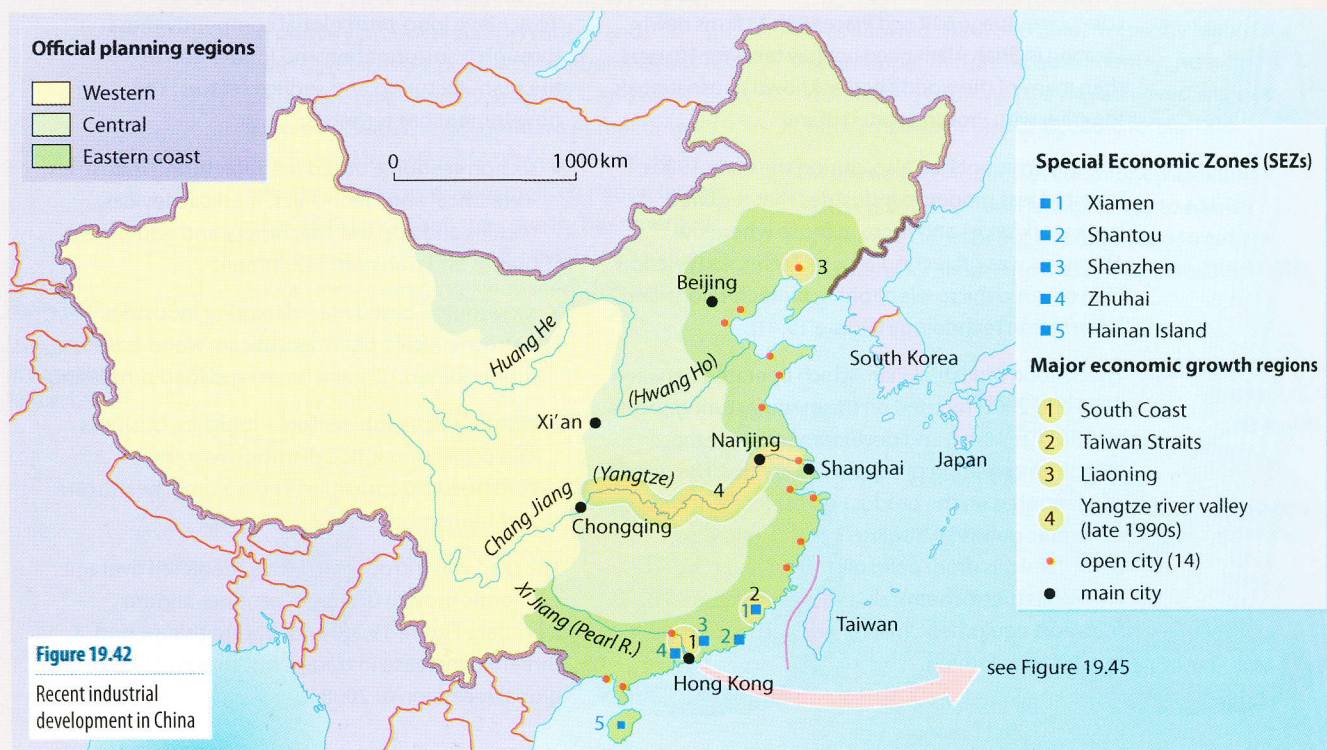 Official planning regions
Western
Central
Eastern coast
0 1000 km
Special Economic Zones (SEZs)
1 Xiamen
2 Shantou
3 Shenzhen
4 Zhuhai
5 Hainan Island
Major economic growth regions
1 South Coast
2 Taiwan Straits
3 Liaoning
4 Yangtze river valley
(late 1990s)
open city (14)
main city
3
Beijing
South Korea
Huang He
(Hwang Ho)
Xi'an
Nanjing
Japan
Shanghai
(Yangtze)
4
Chang Jiang
Chongqing
Xi Jiang (Pearl R.)
2
1
Taiwan
3
2
1
4
Hong Kong
see Figure 19.45
5
Figure 19.42
Recent industrial
development in China